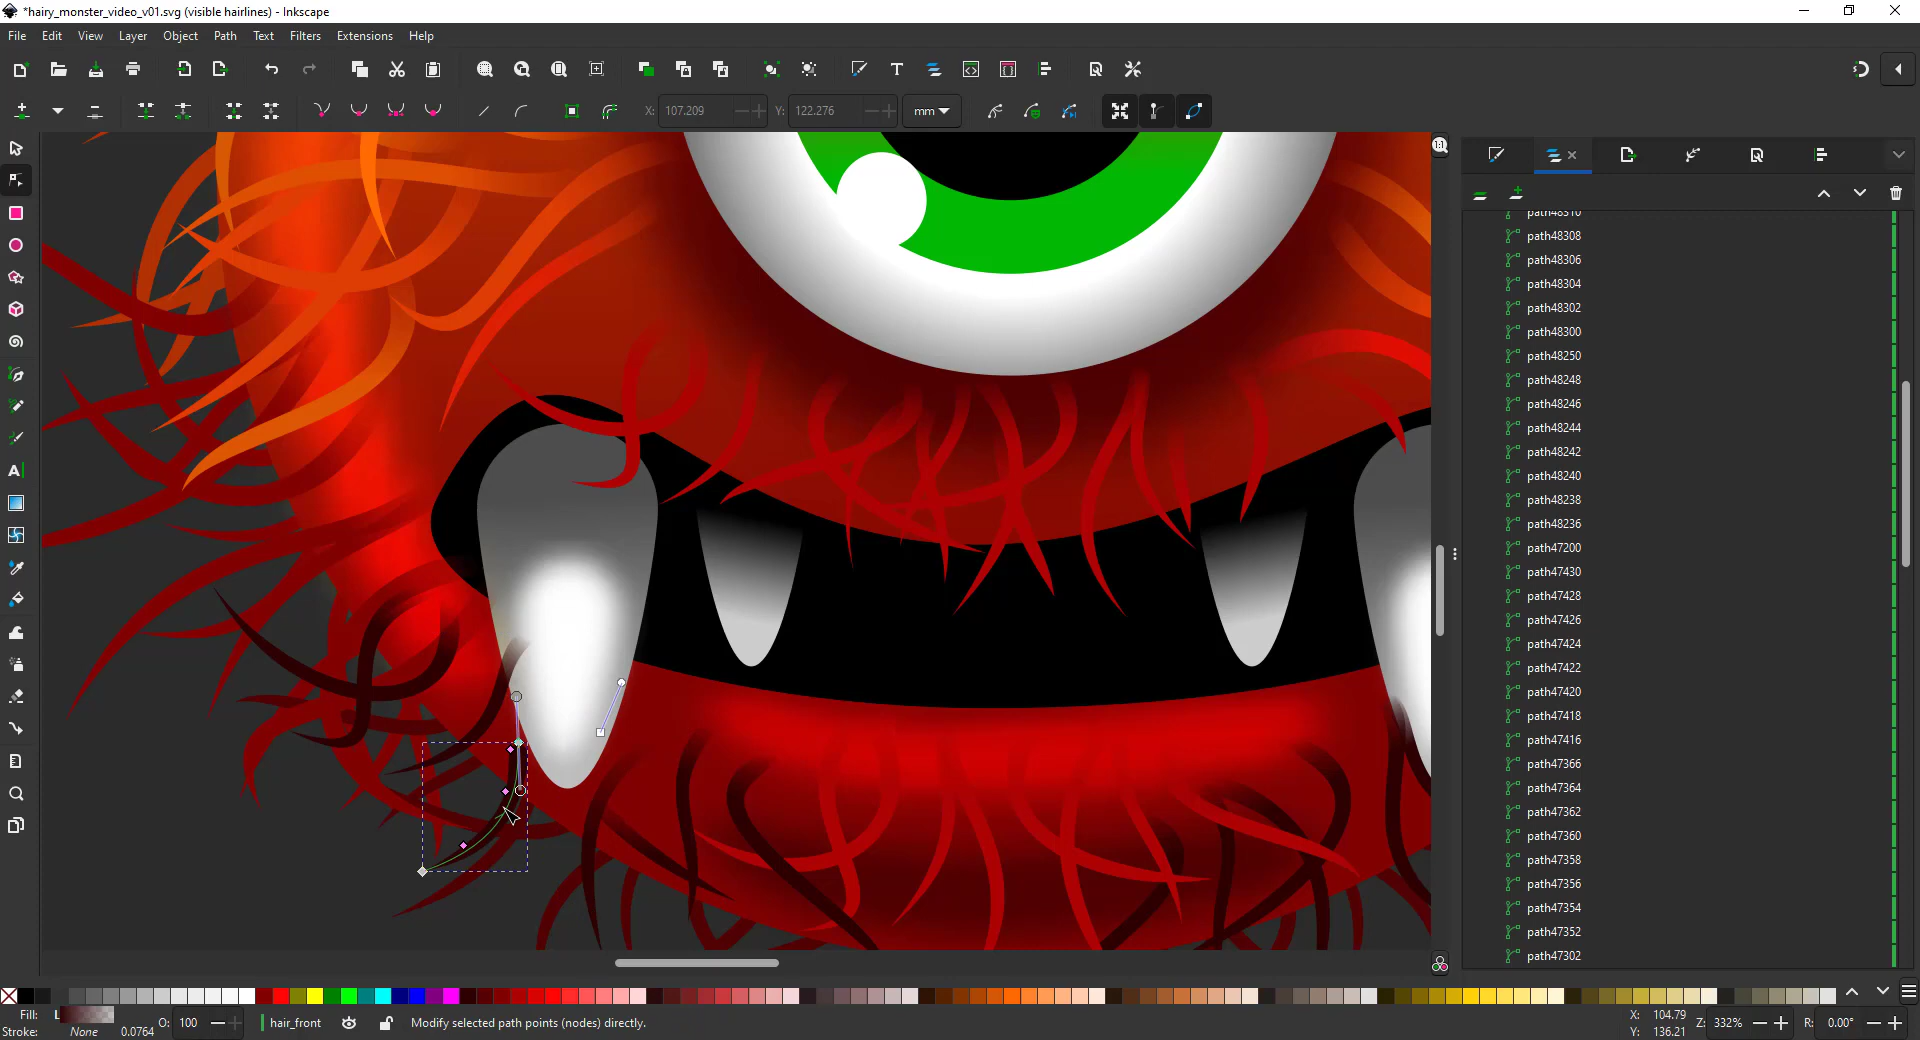 *hairy_monster_video_v01.svg (visible hairlines) - Inkscape
File Edit View Layer Object Path Text Filters Extensions Help
X: 107.209 Y: 122.276 mm
1:1
path48310
path48308
path48306
path48304
path48302
path48300
path48250
path48248
path48246
path48244
path48242
path48240
path48238
path48236
path47200
path47430
path47428
path47426
path47424
path47422
path47420
path47418
path47416
path47366
path47364
path47362
path47360
path47358
path47356
path47354
path47352
path47302
Fill: L O: 100 hair_front Modify selected path points (nodes) directly. X: 104.79 Z: 332% R: 0.00°
Stroke: None 0.0764 Y: 136.21